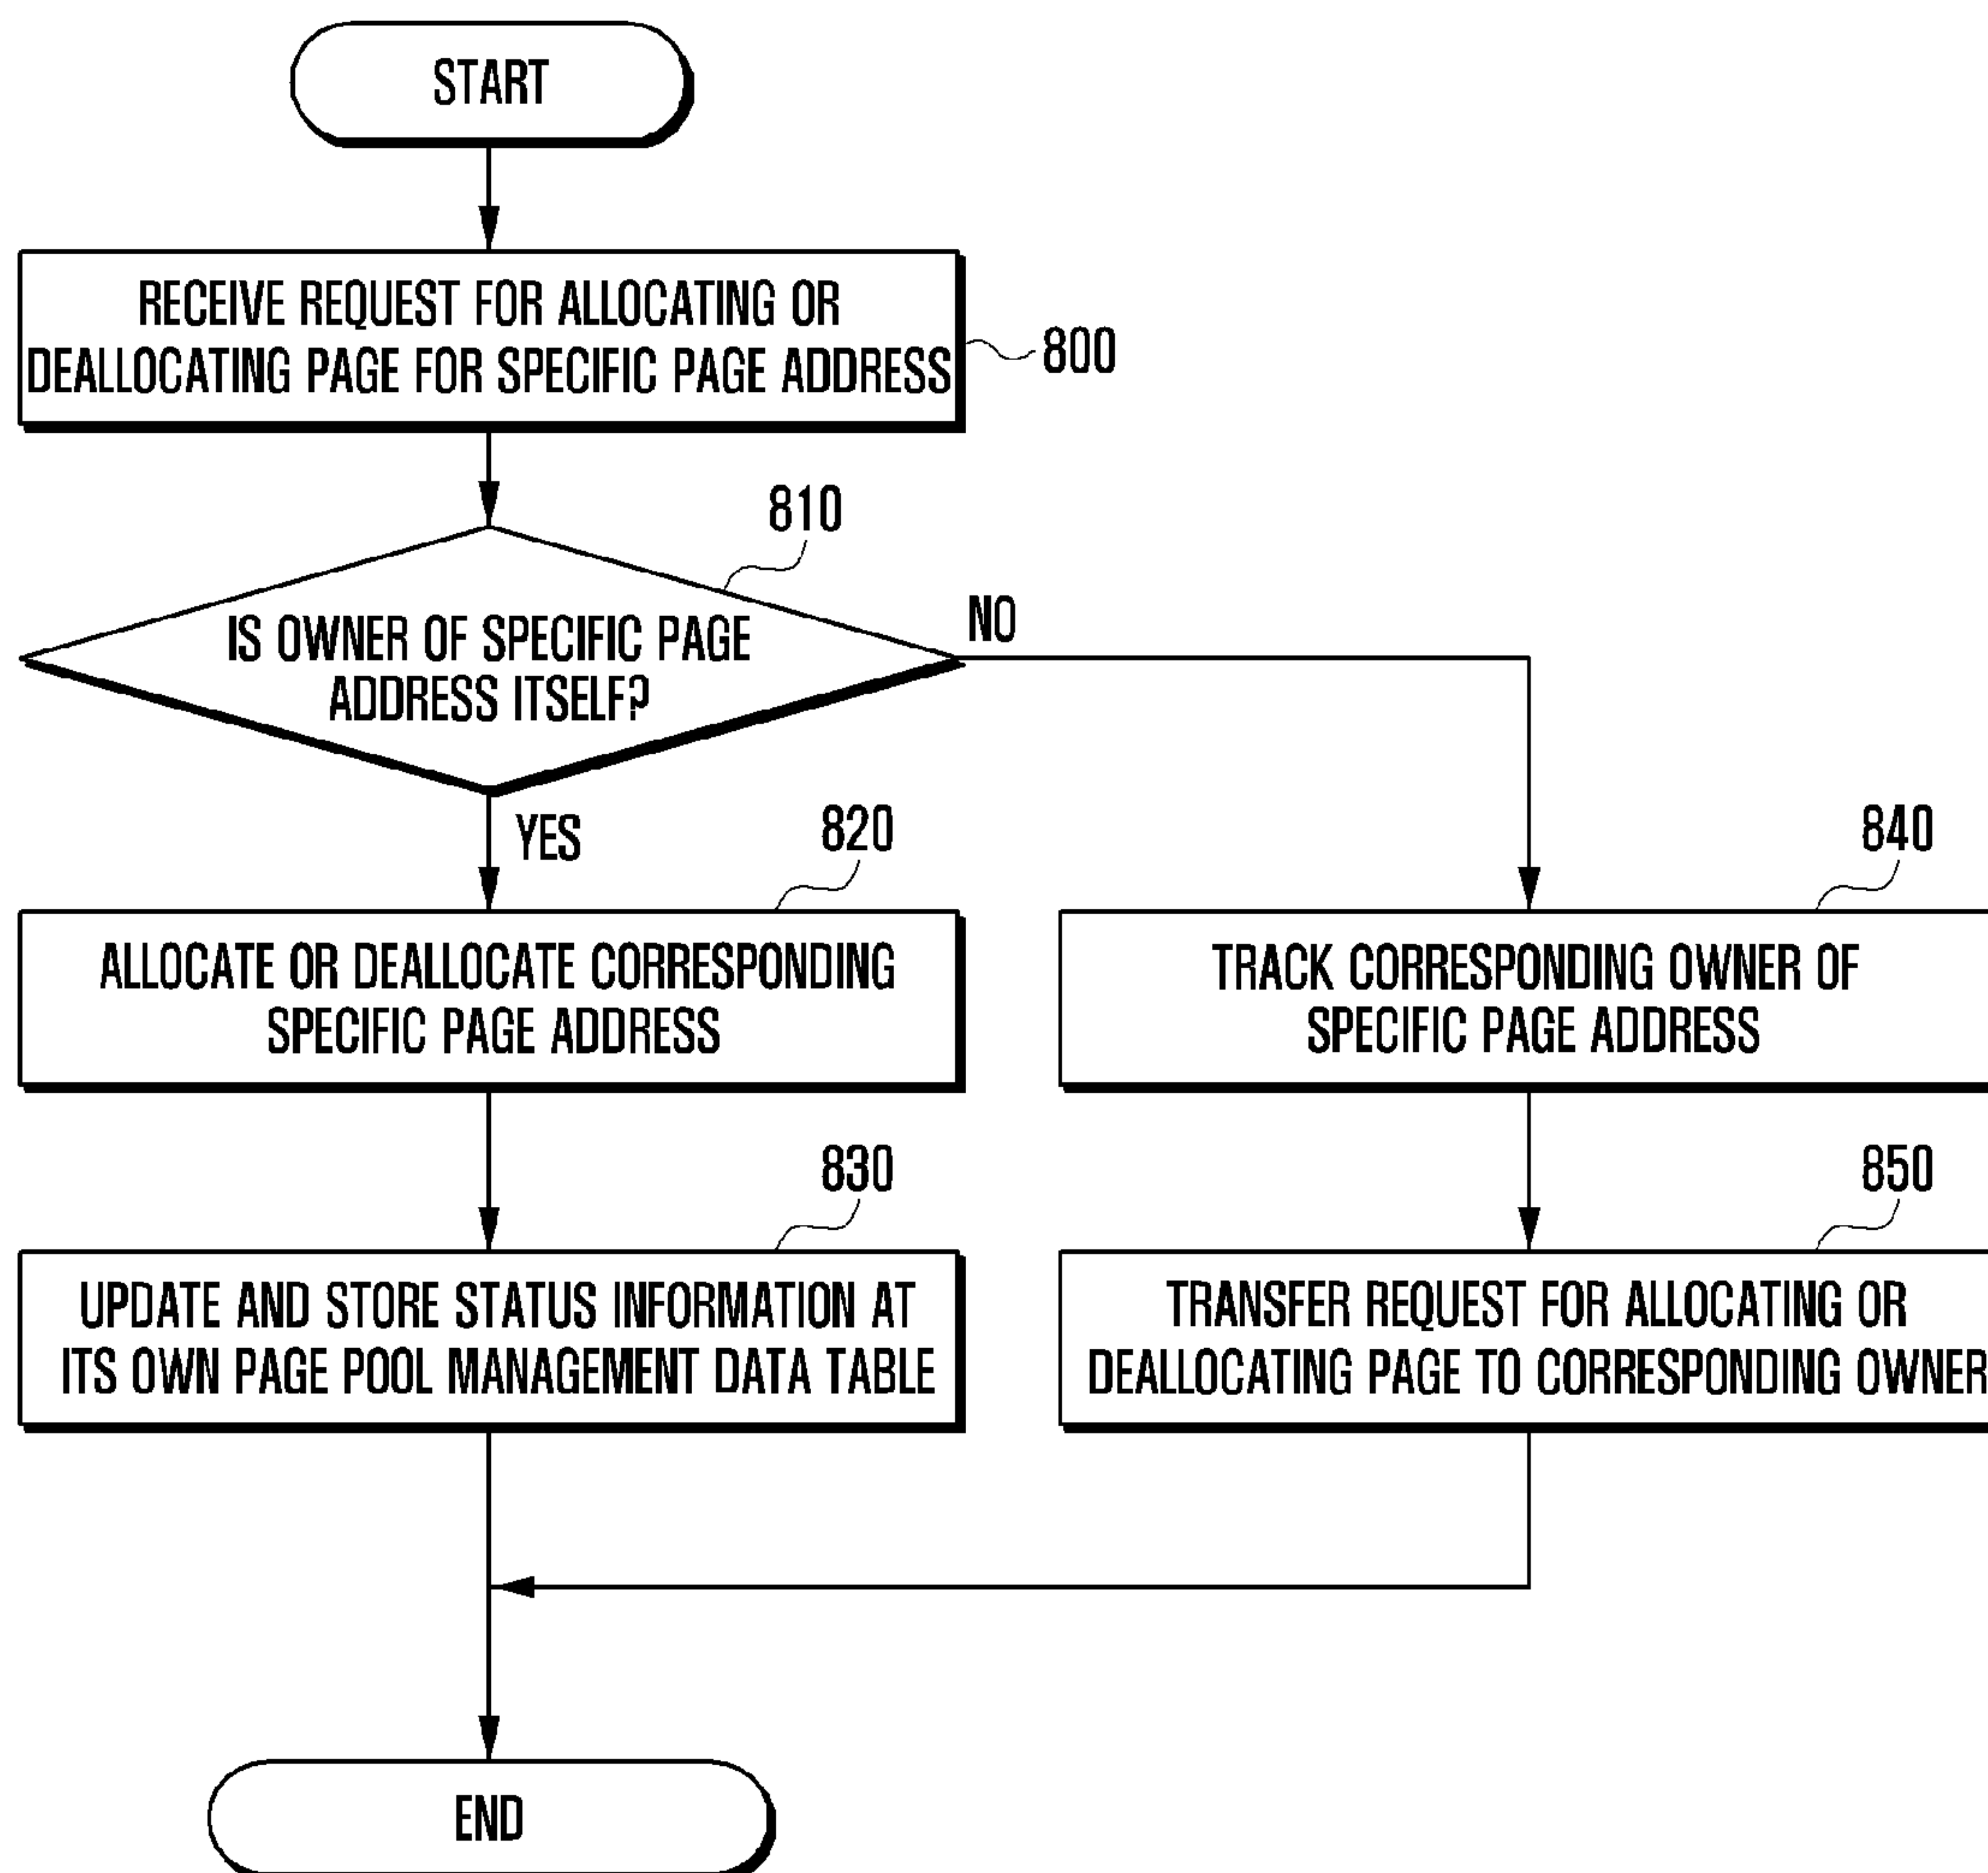 START
RECEIVE REQUEST FOR ALLOCATING OR
DEALLOCATING PAGE FOR SPECIFIC PAGE ADDRESS
800
810
IS OWNER OF SPECIFIC PAGE
ADDRESS ITSELF?
NO
YES
820
ALLOCATE OR DEALLOCATE CORRESPONDING
SPECIFIC PAGE ADDRESS
840
TRACK CORRESPONDING OWNER OF
SPECIFIC PAGE ADDRESS
830
UPDATE AND STORE STATUS INFORMATION AT
ITS OWN PAGE POOL MANAGEMENT DATA TABLE
850
TRANSFER REQUEST FOR ALLOCATING OR
DEALLOCATING PAGE TO CORRESPONDING OWNER
END